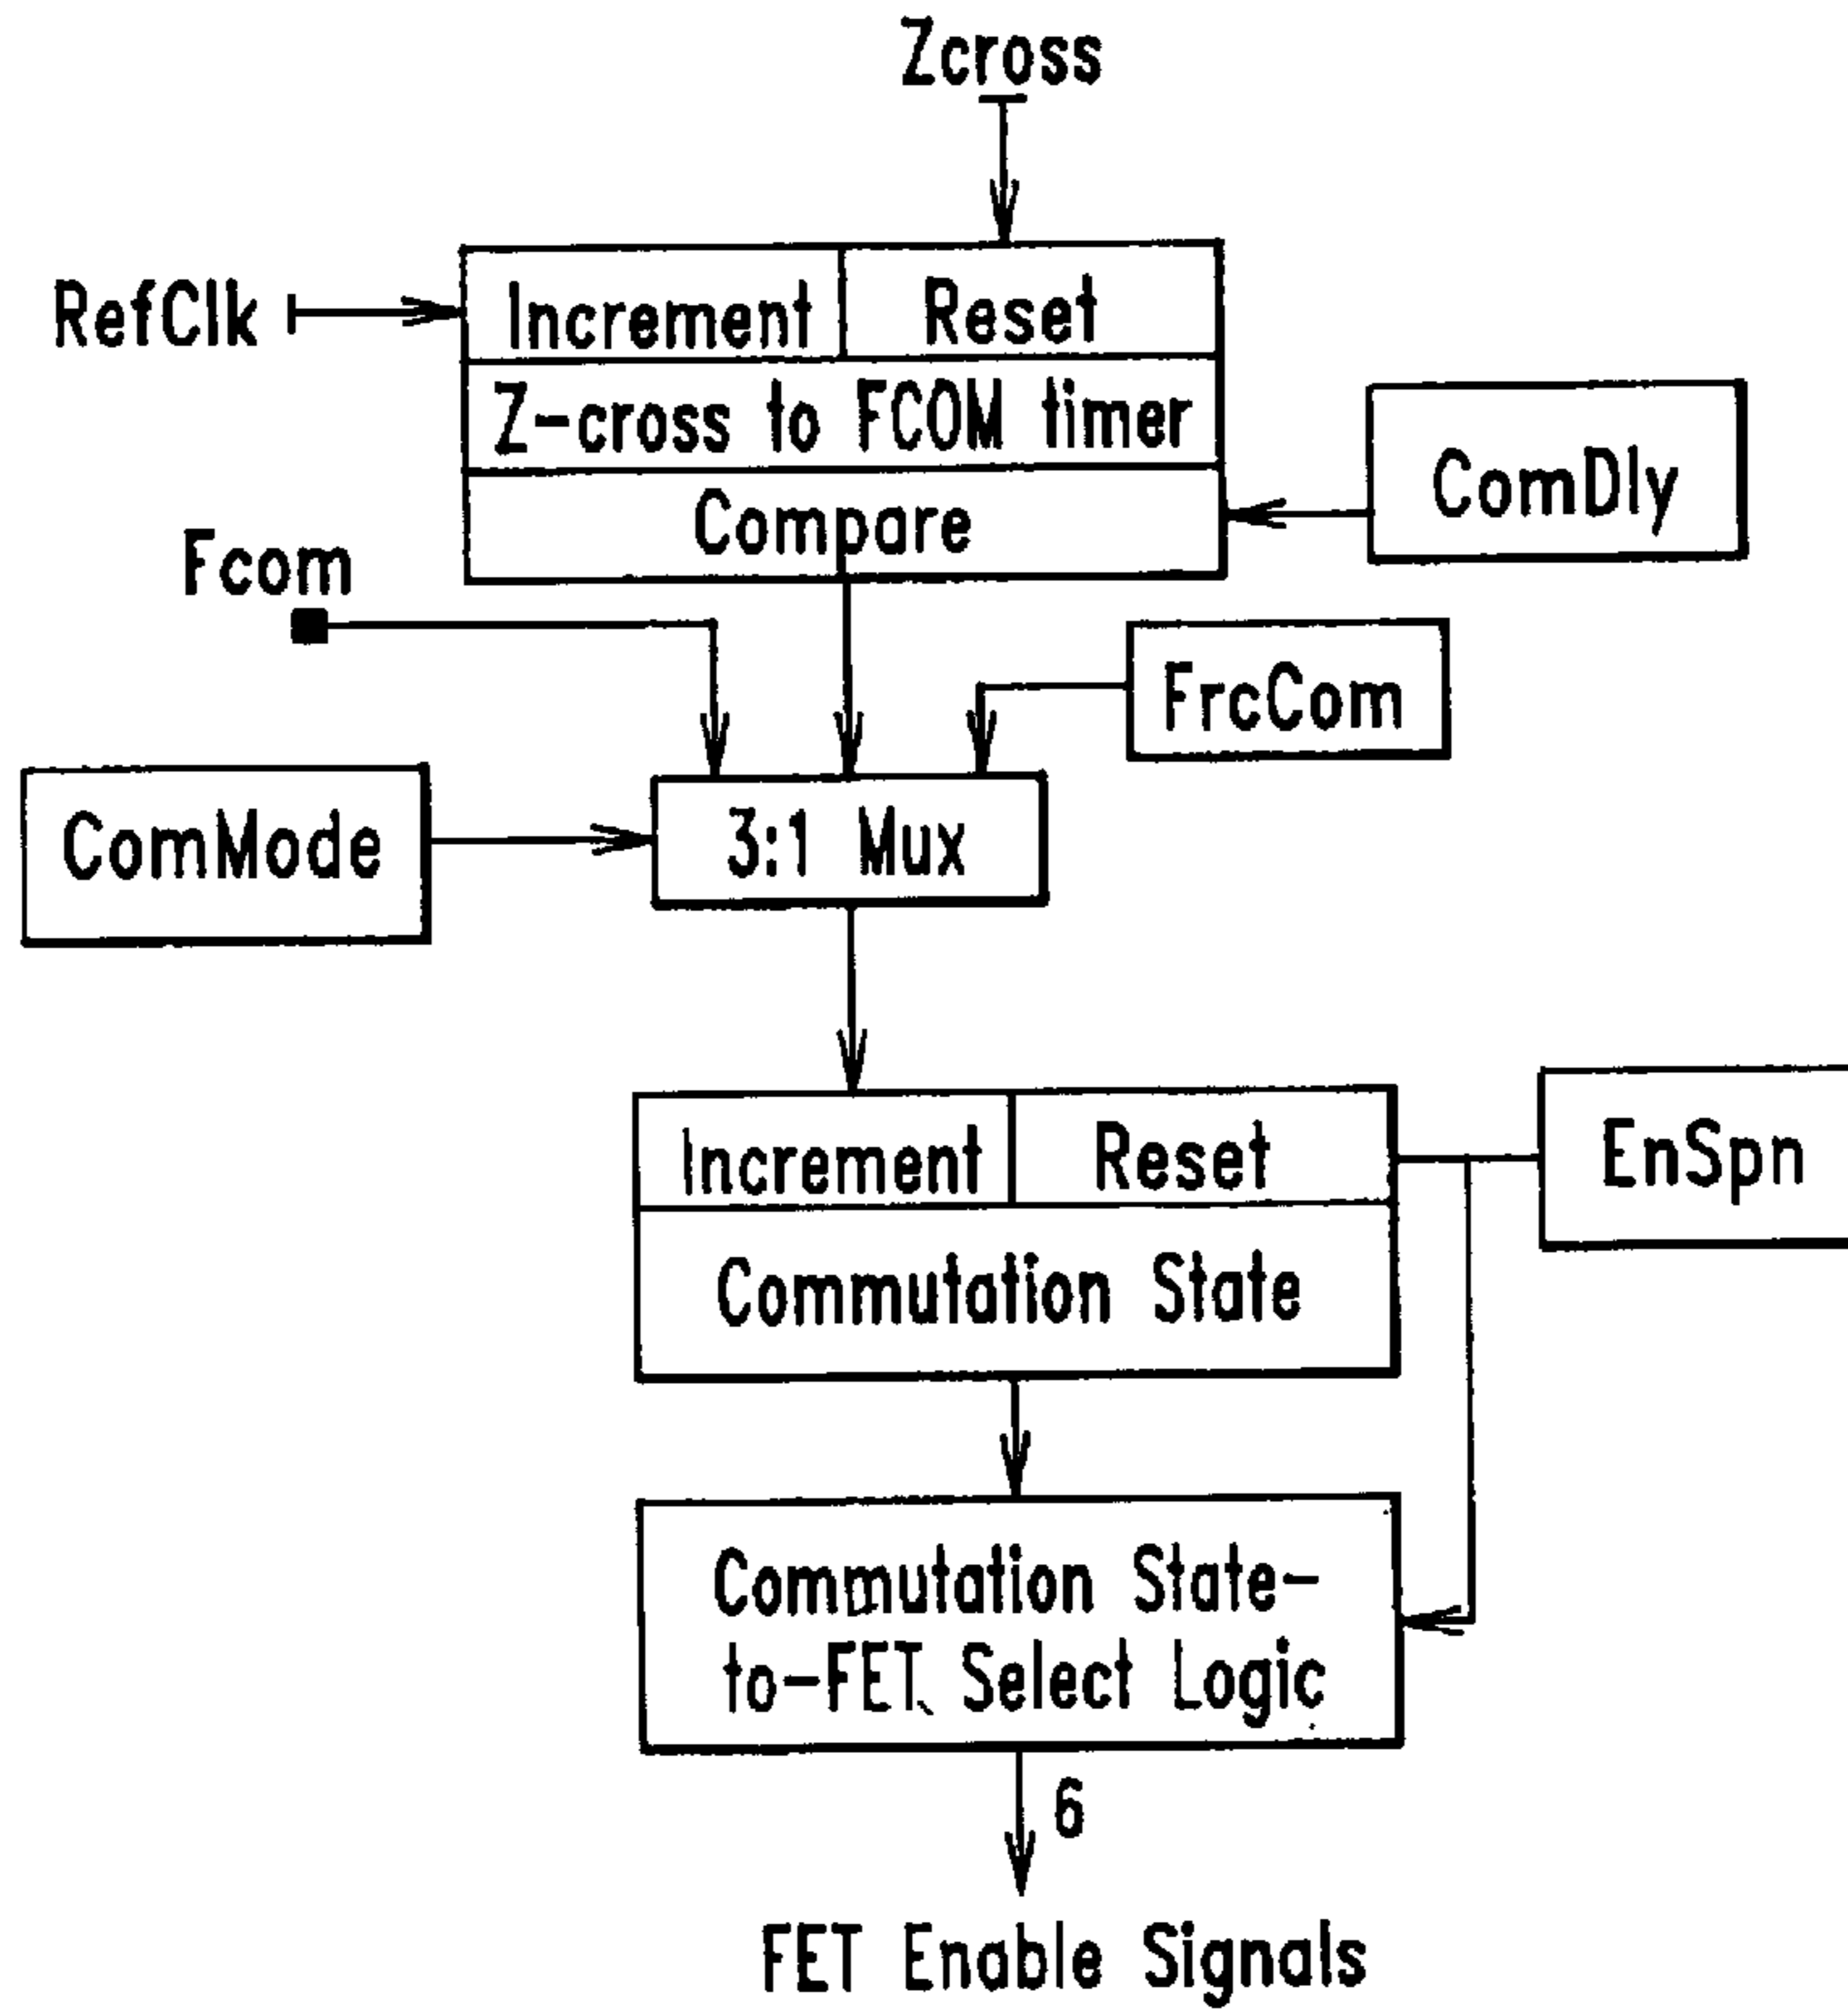 Zcross
RefClk
Increment
Reset
Z-cross to FCOM timer
Compare
ComDly
Fcom
FrcCom
ComMode
3:1 Mux
Increment
Reset
EnSpn
Commutation State
Commutation State-
to-FET Select Logic
6
FET Enable Signals